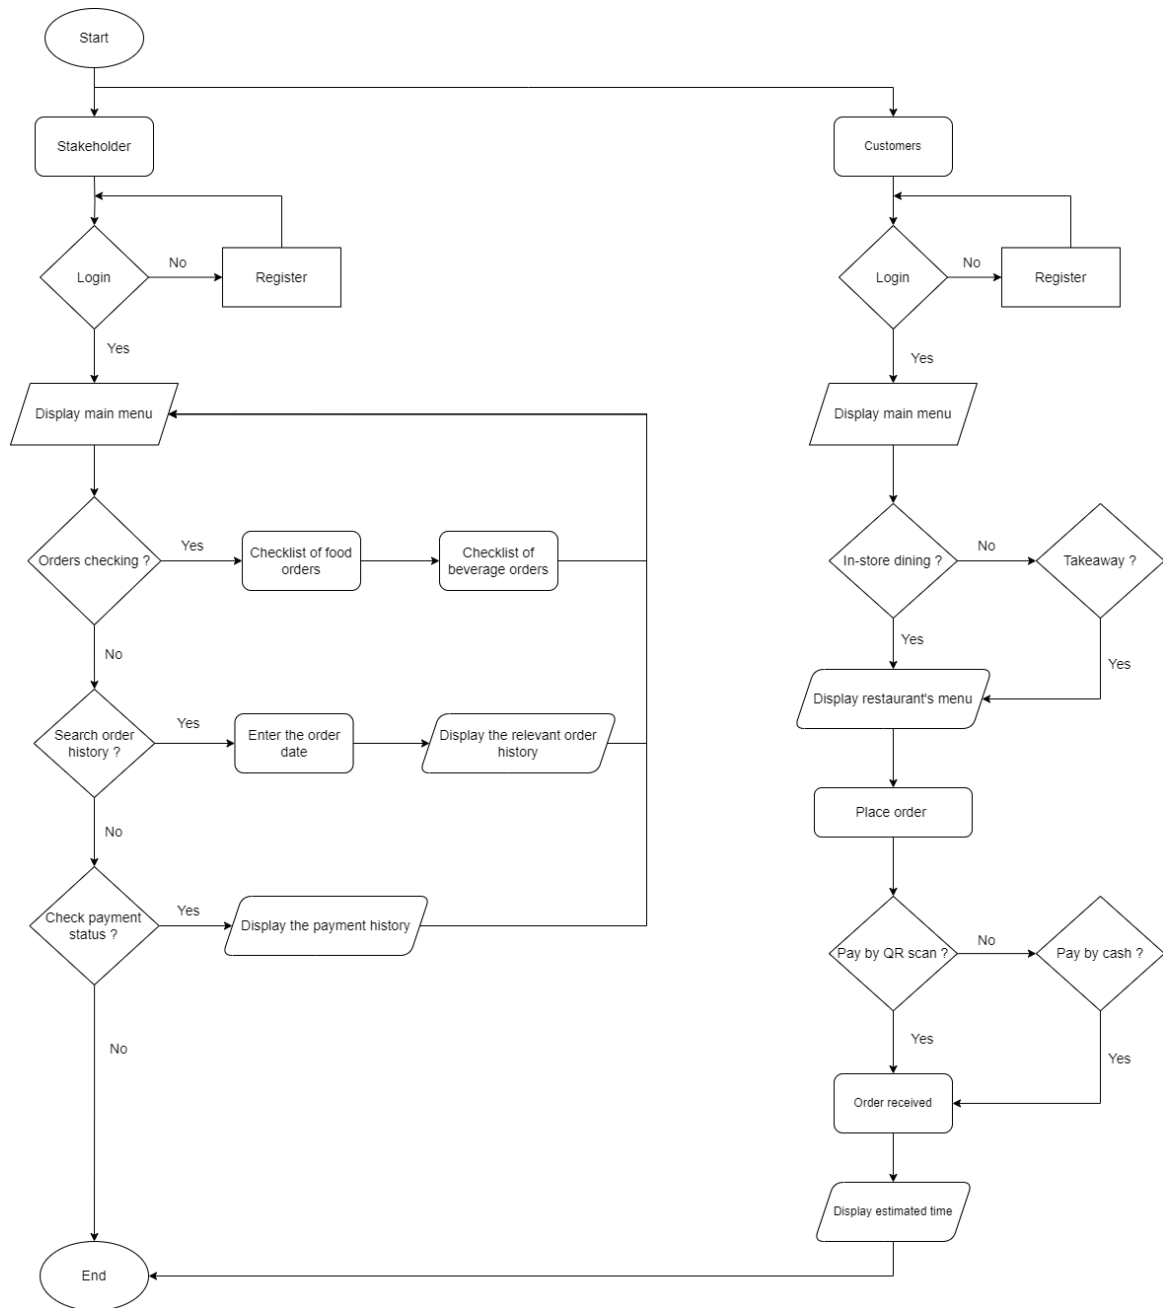 Start
Stakeholder
Customers
Login
No
Register
Login
No
Register
Yes
Yes
Display main menu
Display main menu
Orders checking ?
Yes
Checklist of food
orders
Checklist of
beverage orders
In-store dining ?
No
Takeaway ?
No
Yes
Yes
Search order
history ?
Yes
Enter the order
date
Display the relevant order
history
Display restaurant's menu
No
Place order
Check payment
status ?
Yes
Display the payment history
Pay by QR scan ?
No
Pay by cash ?
No
Yes
Yes
Order received
Display estimated time
End